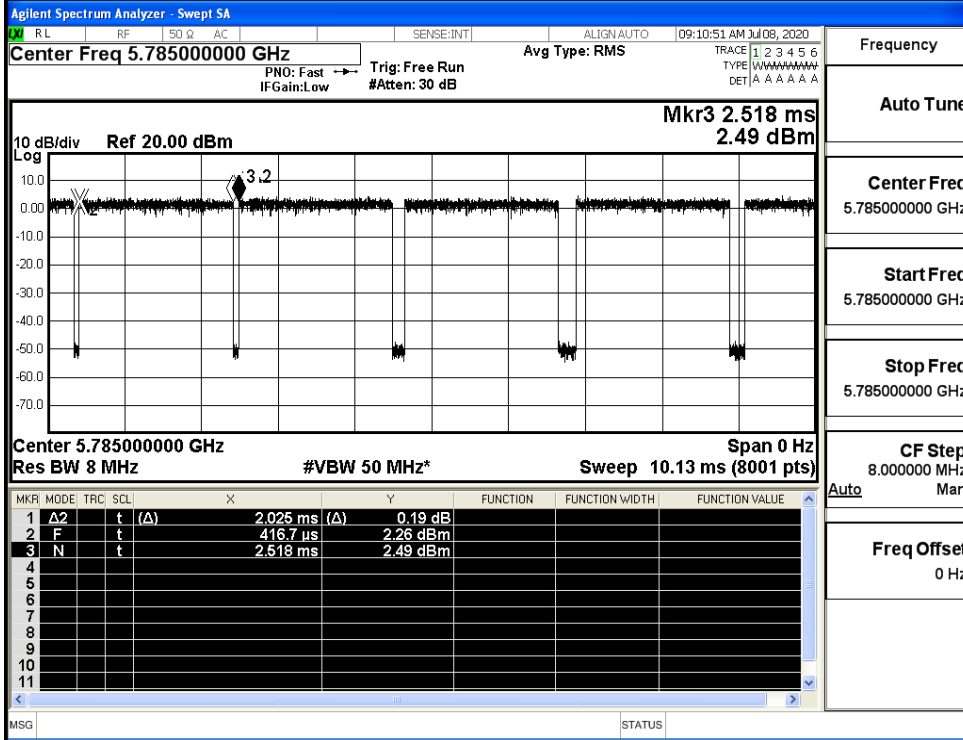 Agilent Spectrum Analyzer - Swept SA
LXI RL RF 50 Ω AC SENSE:INT ALIGN AUTO 09:10:51 AM Jul 08, 2020
Center Freq 5.785000000 GHz
PNO: Fast
IFGain:Low
Trig: Free Run
#Atten: 30 dB
Avg Type: RMS
TRACE 1 2 3 4 5 6
TYPE WWWWWW
DET A A A A A A
Mkr3 2.518 ms
2.49 dBm
10 dB/div Ref 20.00 dBm
Log
10.0
0.00
-10.0
-20.0
-30.0
-40.0
-50.0
-60.0
-70.0
2
3
2
Center 5.785000000 GHz Span 0 Hz
Res BW 8 MHz #VBW 50 MHz* Sweep 10.13 ms (8001 pts)
MKR MODE TRC SCL X Y FUNCTION FUNCTION WIDTH FUNCTION VALUE
1 Δ2 t (Δ) 2.025 ms (Δ) 0.19 dB
2 F t 416.7 µs 2.26 dBm
3 N t 2.518 ms 2.49 dBm
4
5
6
7
8
9
10
11
MSG STATUS
Frequency
Auto Tune
Center Freq
5.785000000 GHz
Start Freq
5.785000000 GHz
Stop Freq
5.785000000 GHz
CF Step
8.000000 MHz
Auto Man
Freq Offset
0 Hz